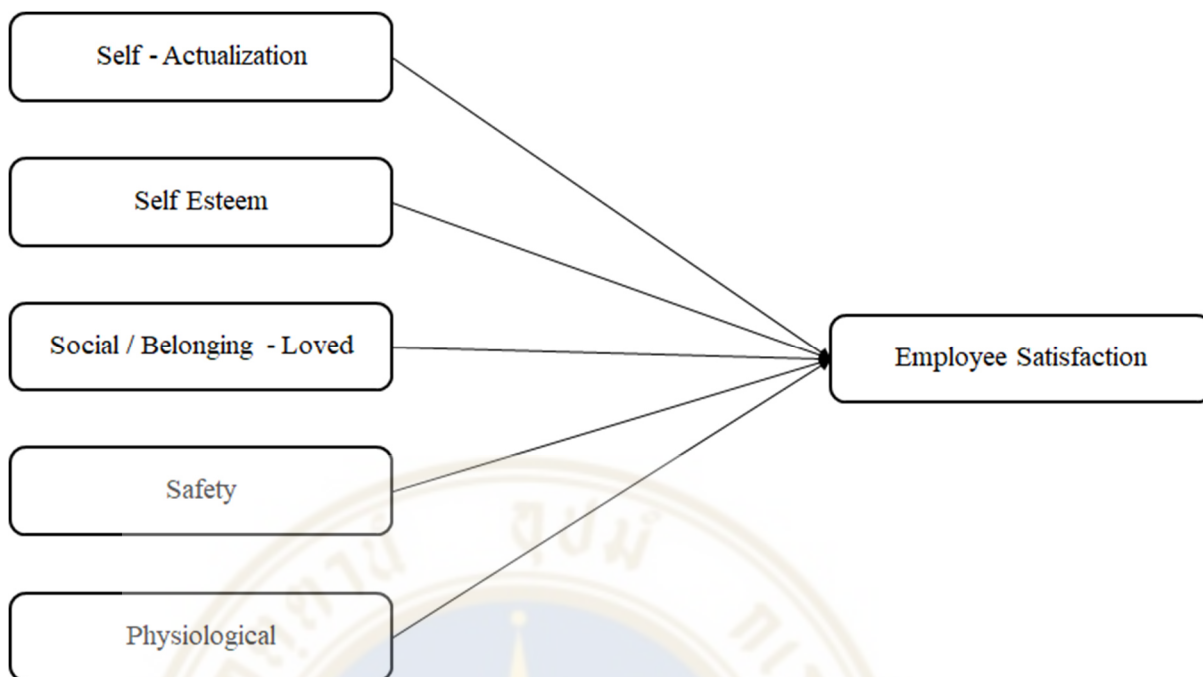 Self - Actualization
Self Esteem
Social / Belonging - Loved
Employee Satisfaction
Safety
Physiological